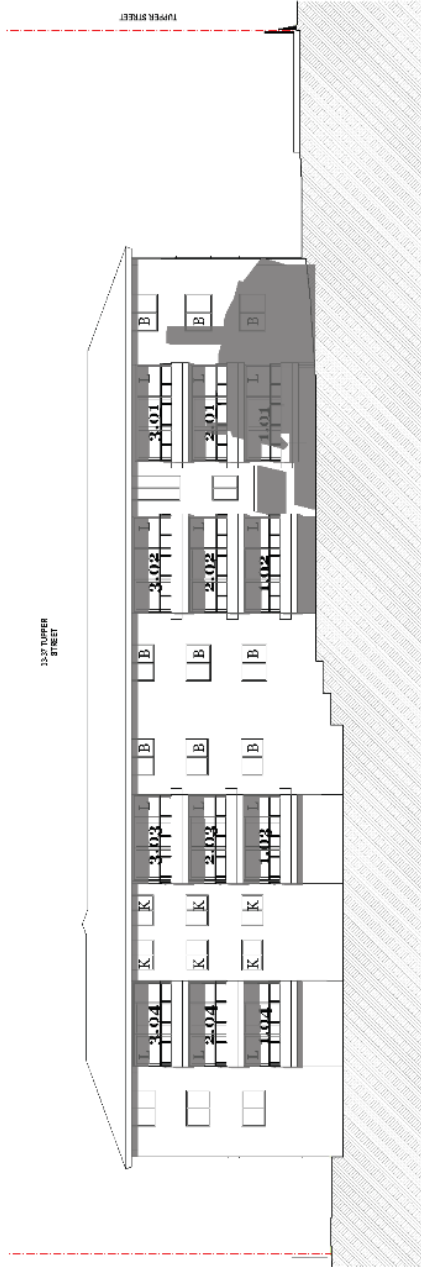 TUPPER STREET
13-37 TUPPER
STREET
L 3.04 K K 3.03 L B B 3.02 L 3.01 L B
L 2.04 K K 2.03 L B B 2.02 L 2.01 L B
L 1.04 K K 1.03 L B B 1.02 L 1.01 L B